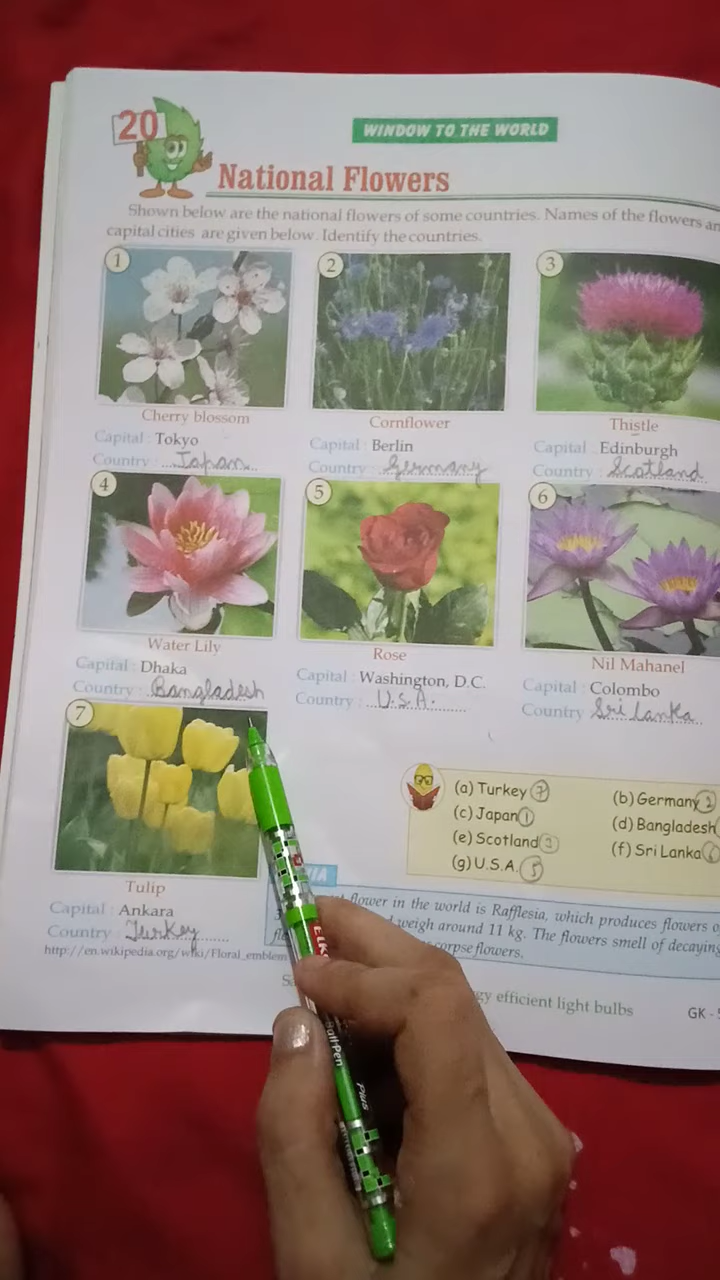 20
WINDOW TO THE WORLD
National Flowers
Shown below are the national flowers of some countries. Names of the flowers an
capital cities are given below. Identify the countries.
1
2
3
Cherry blossom
Cornflower
Thistle
Capital : Tokyo
Capital : Berlin
Capital : Edinburgh
Country : Japan
Country : Germany
Country : Scotland
4
5
6
Water Lily
Rose
Nil Mahanel
Capital : Dhaka
Capital : Washington, D.C.
Capital : Colombo
Country : Bangladesh
Country : U.S.A.
Country Sri Lanka
7
Tulip
Capital : Ankara
Country : Turkey
http://en.wikipedia.org/wiki/Floral_emblem
(a) Turkey 7
(b) Germany 2
(c) Japan 1
(d) Bangladesh
(e) Scotland 3
(f) Sri Lanka 6
(g) U.S.A. 5
flower in the world is Rafflesia, which produces flowers o
weigh around 11 kg. The flowers smell of decaying
corpse flowers.
gy efficient light bulbs
GK - 5
Ball Pen
Plus